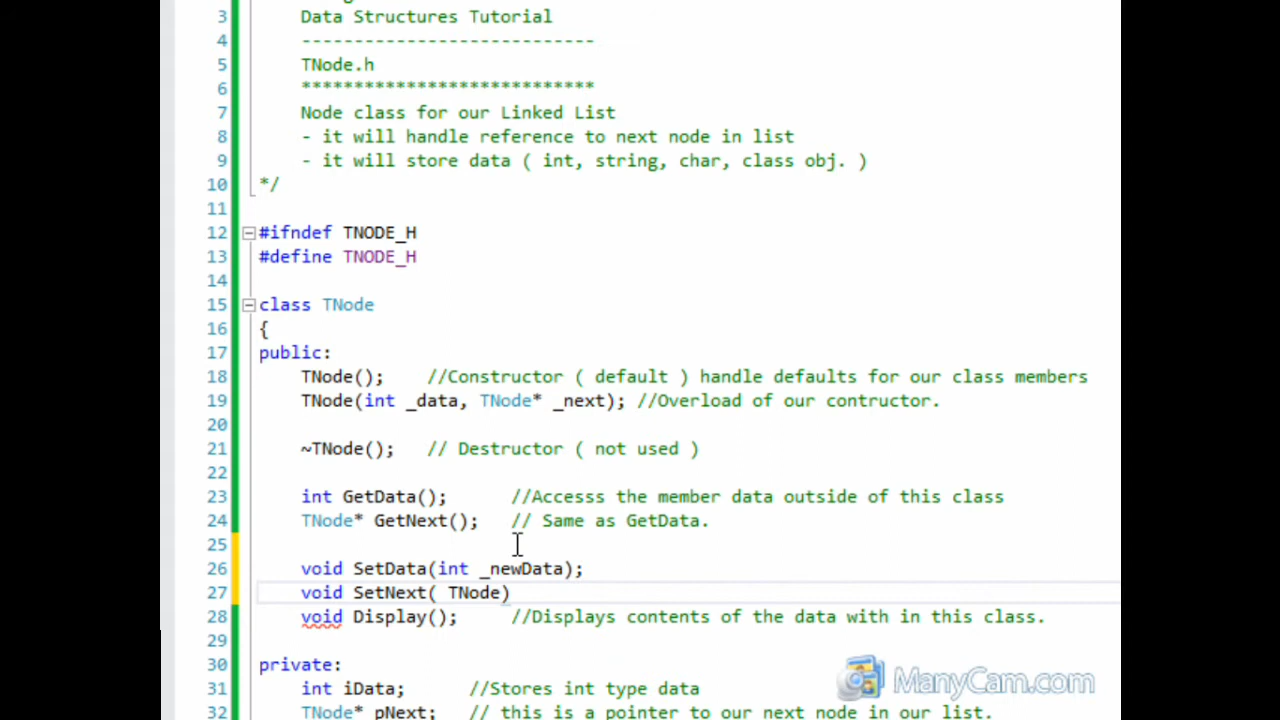 3 Data Structures Tutorial
4 ----------------------------
5 TNode.h
6 ****************************
7 Node class for our Linked List
8 - it will handle reference to next node in list
9 - it will store data ( int, string, char, class obj. )
10 */
11
12 #ifndef TNODE_H
13 #define TNODE_H
14
15 class TNode
16 {
17 public:
18 TNode(); //Constructor ( default ) handle defaults for our class members
19 TNode(int _data, TNode* _next); //Overload of our contructor.
20
21 ~TNode(); // Destructor ( not used )
22
23 int GetData(); //Accesss the member data outside of this class
24 TNode* GetNext(); // Same as GetData.
25
26 void SetData(int _newData);
27 void SetNext( TNode)
28 void Display(); //Displays contents of the data with in this class.
29
30 private:
31 int iData; //Stores int type data
32 TNode* pNext; // this is a pointer to our next node in our list.
ManyCam.com